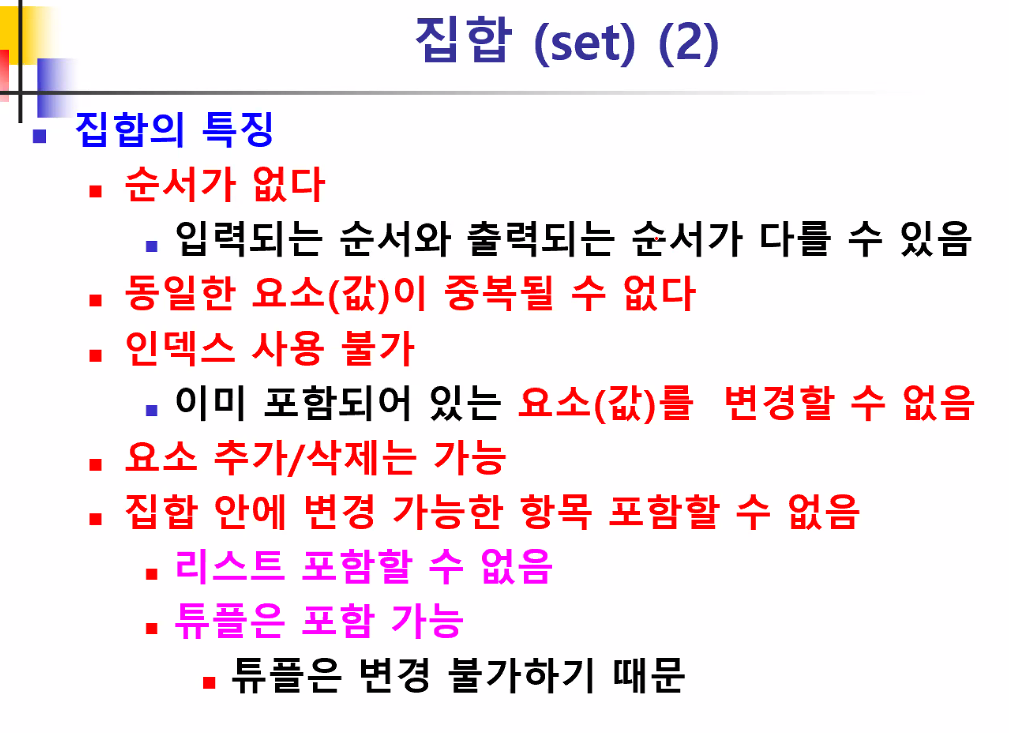 집합 (set) (2)
집합의 특징
순서가 없다
입력되는 순서와 출력되는 순서가 다를 수 있음
동일한 요소(값)이 중복될 수 없다
인덱스 사용 불가
이미 포함되어 있는 요소(값)를 변경할 수 없음
요소 추가/삭제는 가능
집합 안에 변경 가능한 항목 포함할 수 없음
리스트 포함할 수 없음
튜플은 포함 가능
튜플은 변경 불가하기 때문